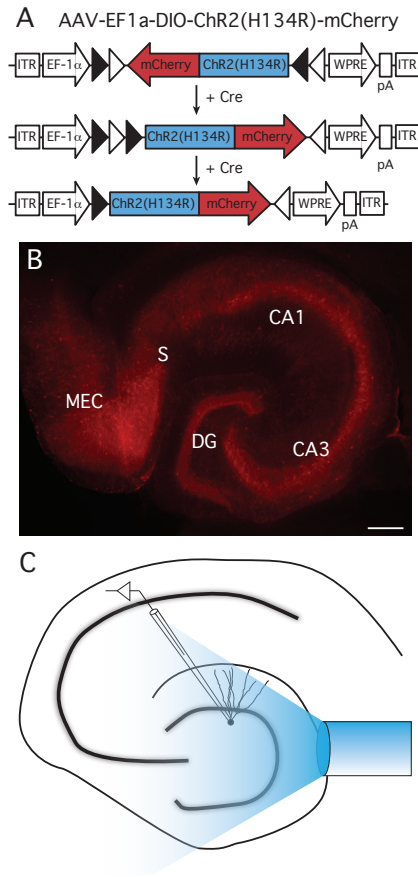 A AAV-EF1a-DIO-ChR2(H134R)-mCherry
ITR EF-1α mCherry ChR2(H134R) WPRE pA ITR
+ Cre
ITR EF-1α ChR2(H134R) mCherry WPRE pA ITR
+ Cre
ITR EF-1α ChR2(H134R) mCherry WPRE pA ITR
B
CA1
S
MEC
DG
CA3
C